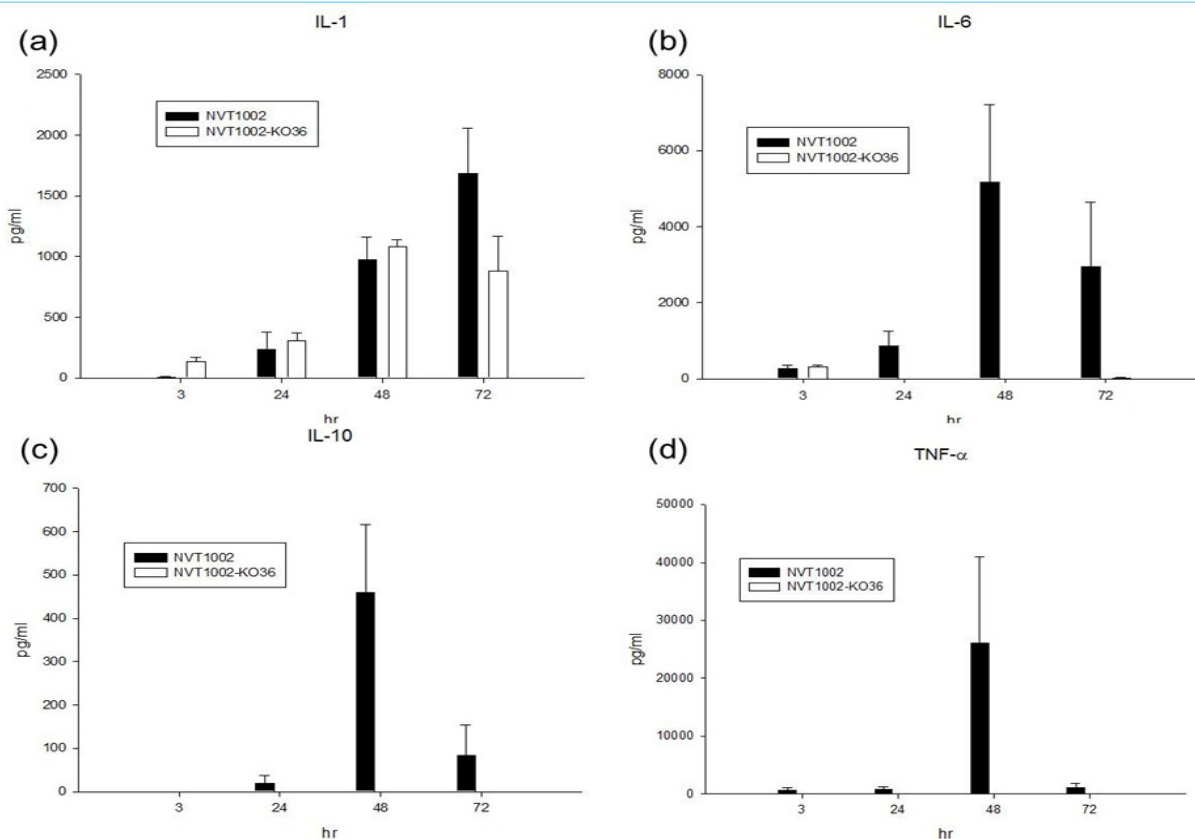 IL-1
(a)
2500
2000
1500
1000
500
0
pg/ml
NVT1002
NVT1002-KO36
3 24 48 72
hr
IL-6
(b)
8000
6000
4000
2000
0
pg/ml
NVT1002
NVT1002-KO36
3 24 48 72
hr
IL-10
(c)
700
600
500
400
300
200
100
0
pg/ml
NVT1002
NVT1002-KO36
3 24 48 72
hr
TNF-α
(d)
50000
40000
30000
20000
10000
0
pg/ml
NVT1002
NVT1002-KO36
3 24 48 72
hr